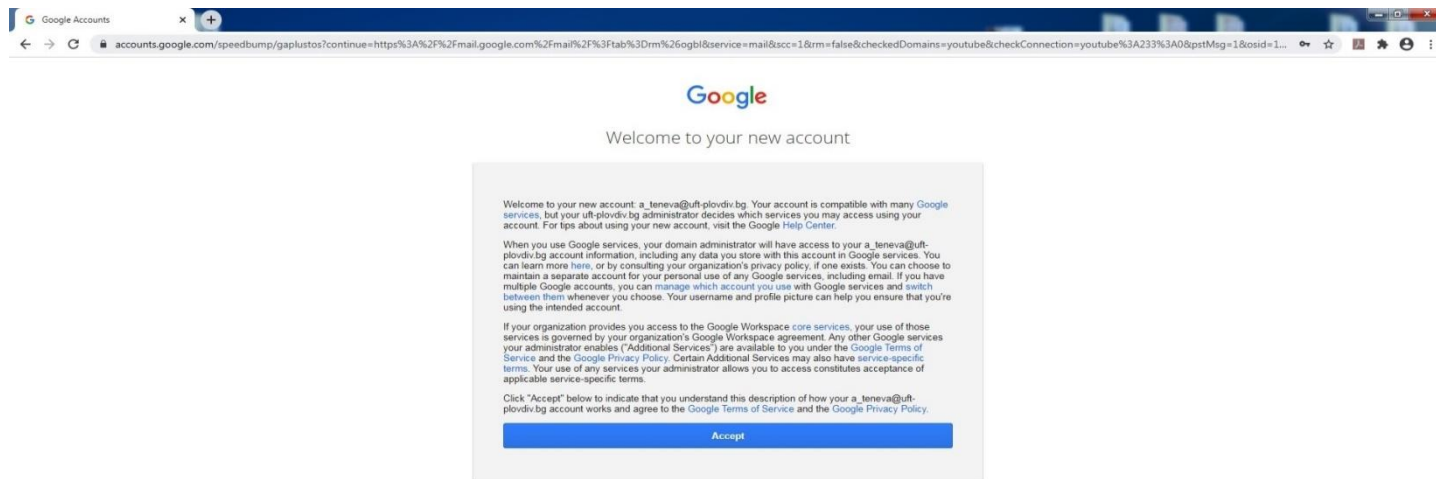 G Google Accounts × +
accounts.google.com/speedbump/gaplustos?continue=https%3A%2F%2Fmail.google.com%2Fmail%2F%3Ftab%3Drm%26ogbl&service=mail&scc=1&rm=false&checkedDomains=youtube&checkConnection=youtube%3A233%3A0&pstMsg=1&osid=1...
Google
Welcome to your new account
Welcome to your new account: a_teneva@uft-plovdiv.bg. Your account is compatible with many Google
services, but your uft-plovdiv.bg administrator decides which services you may access using your
account. For tips about using your new account, visit the Google Help Center.
When you use Google services, your domain administrator will have access to your a_teneva@uft-
plovdiv.bg account information, including any data you store with this account in Google services. You
can learn more here, or by consulting your organization's privacy policy, if one exists. You can choose to
maintain a separate account for your personal use of any Google services, including email. If you have
multiple Google accounts, you can manage which account you use with Google services and switch
between them whenever you choose. Your username and profile picture can help you ensure that you're
using the intended account.
If your organization provides you access to the Google Workspace core services, your use of those
services is governed by your organization's Google Workspace agreement. Any other Google services
your administrator enables ("Additional Services") are available to you under the Google Terms of
Service and the Google Privacy Policy. Certain Additional Services may also have service-specific
terms. Your use of any services your administrator allows you to access constitutes acceptance of
applicable service-specific terms.
Click "Accept" below to indicate that you understand this description of how your a_teneva@uft-
plovdiv.bg account works and agree to the Google Terms of Service and the Google Privacy Policy.
Accept